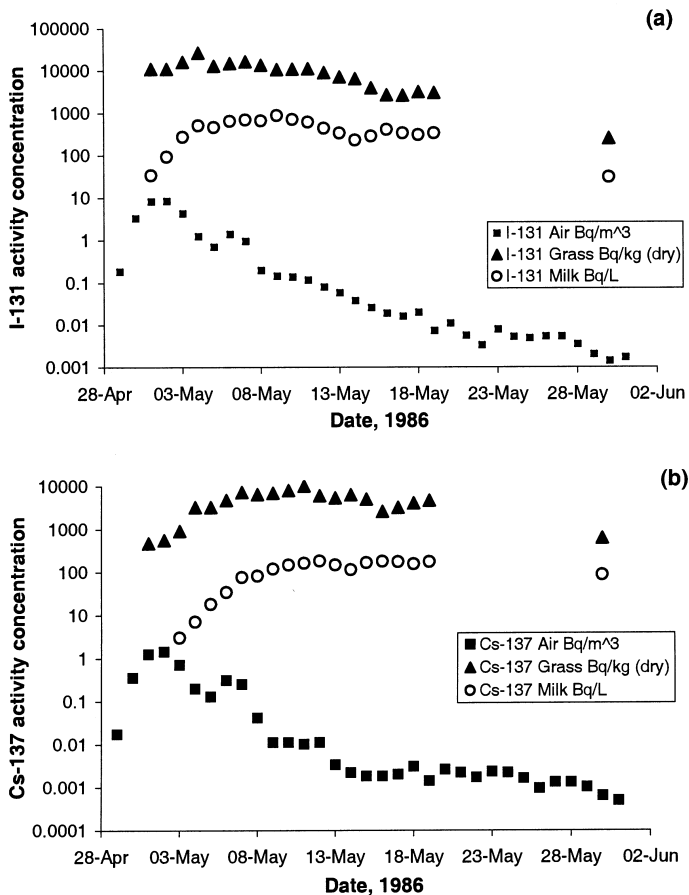 (a)
100000
10000
1000
100
10
1
0.1
0.01
0.001
I-131 activity concentration
I-131 Air Bq/m^3
I-131 Grass Bq/kg (dry)
I-131 Milk Bq/L
28-Apr 03-May 08-May 13-May 18-May 23-May 28-May 02-Jun
Date, 1986
(b)
10000
1000
100
10
1
0.1
0.01
0.001
0.0001
Cs-137 activity concentration
Cs-137 Air Bq/m^3
Cs-137 Grass Bq/kg (dry)
Cs-137 Milk Bq/L
28-Apr 03-May 08-May 13-May 18-May 23-May 28-May 02-Jun
Date, 1986